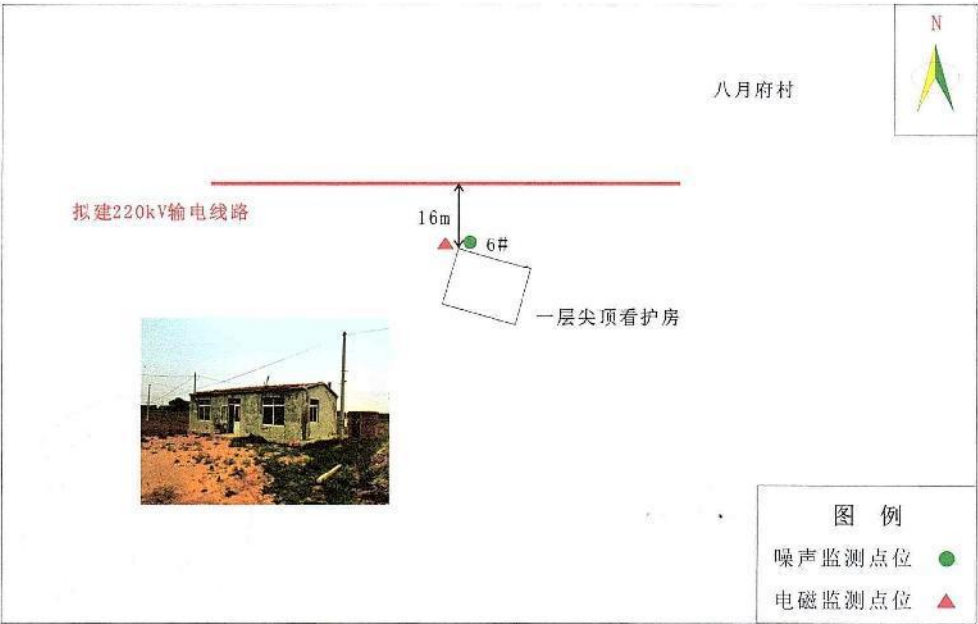 N
八月府村
拟建220kV输电线路
16m
6#
一层尖顶看护房
图 例
噪声监测点位
电磁监测点位